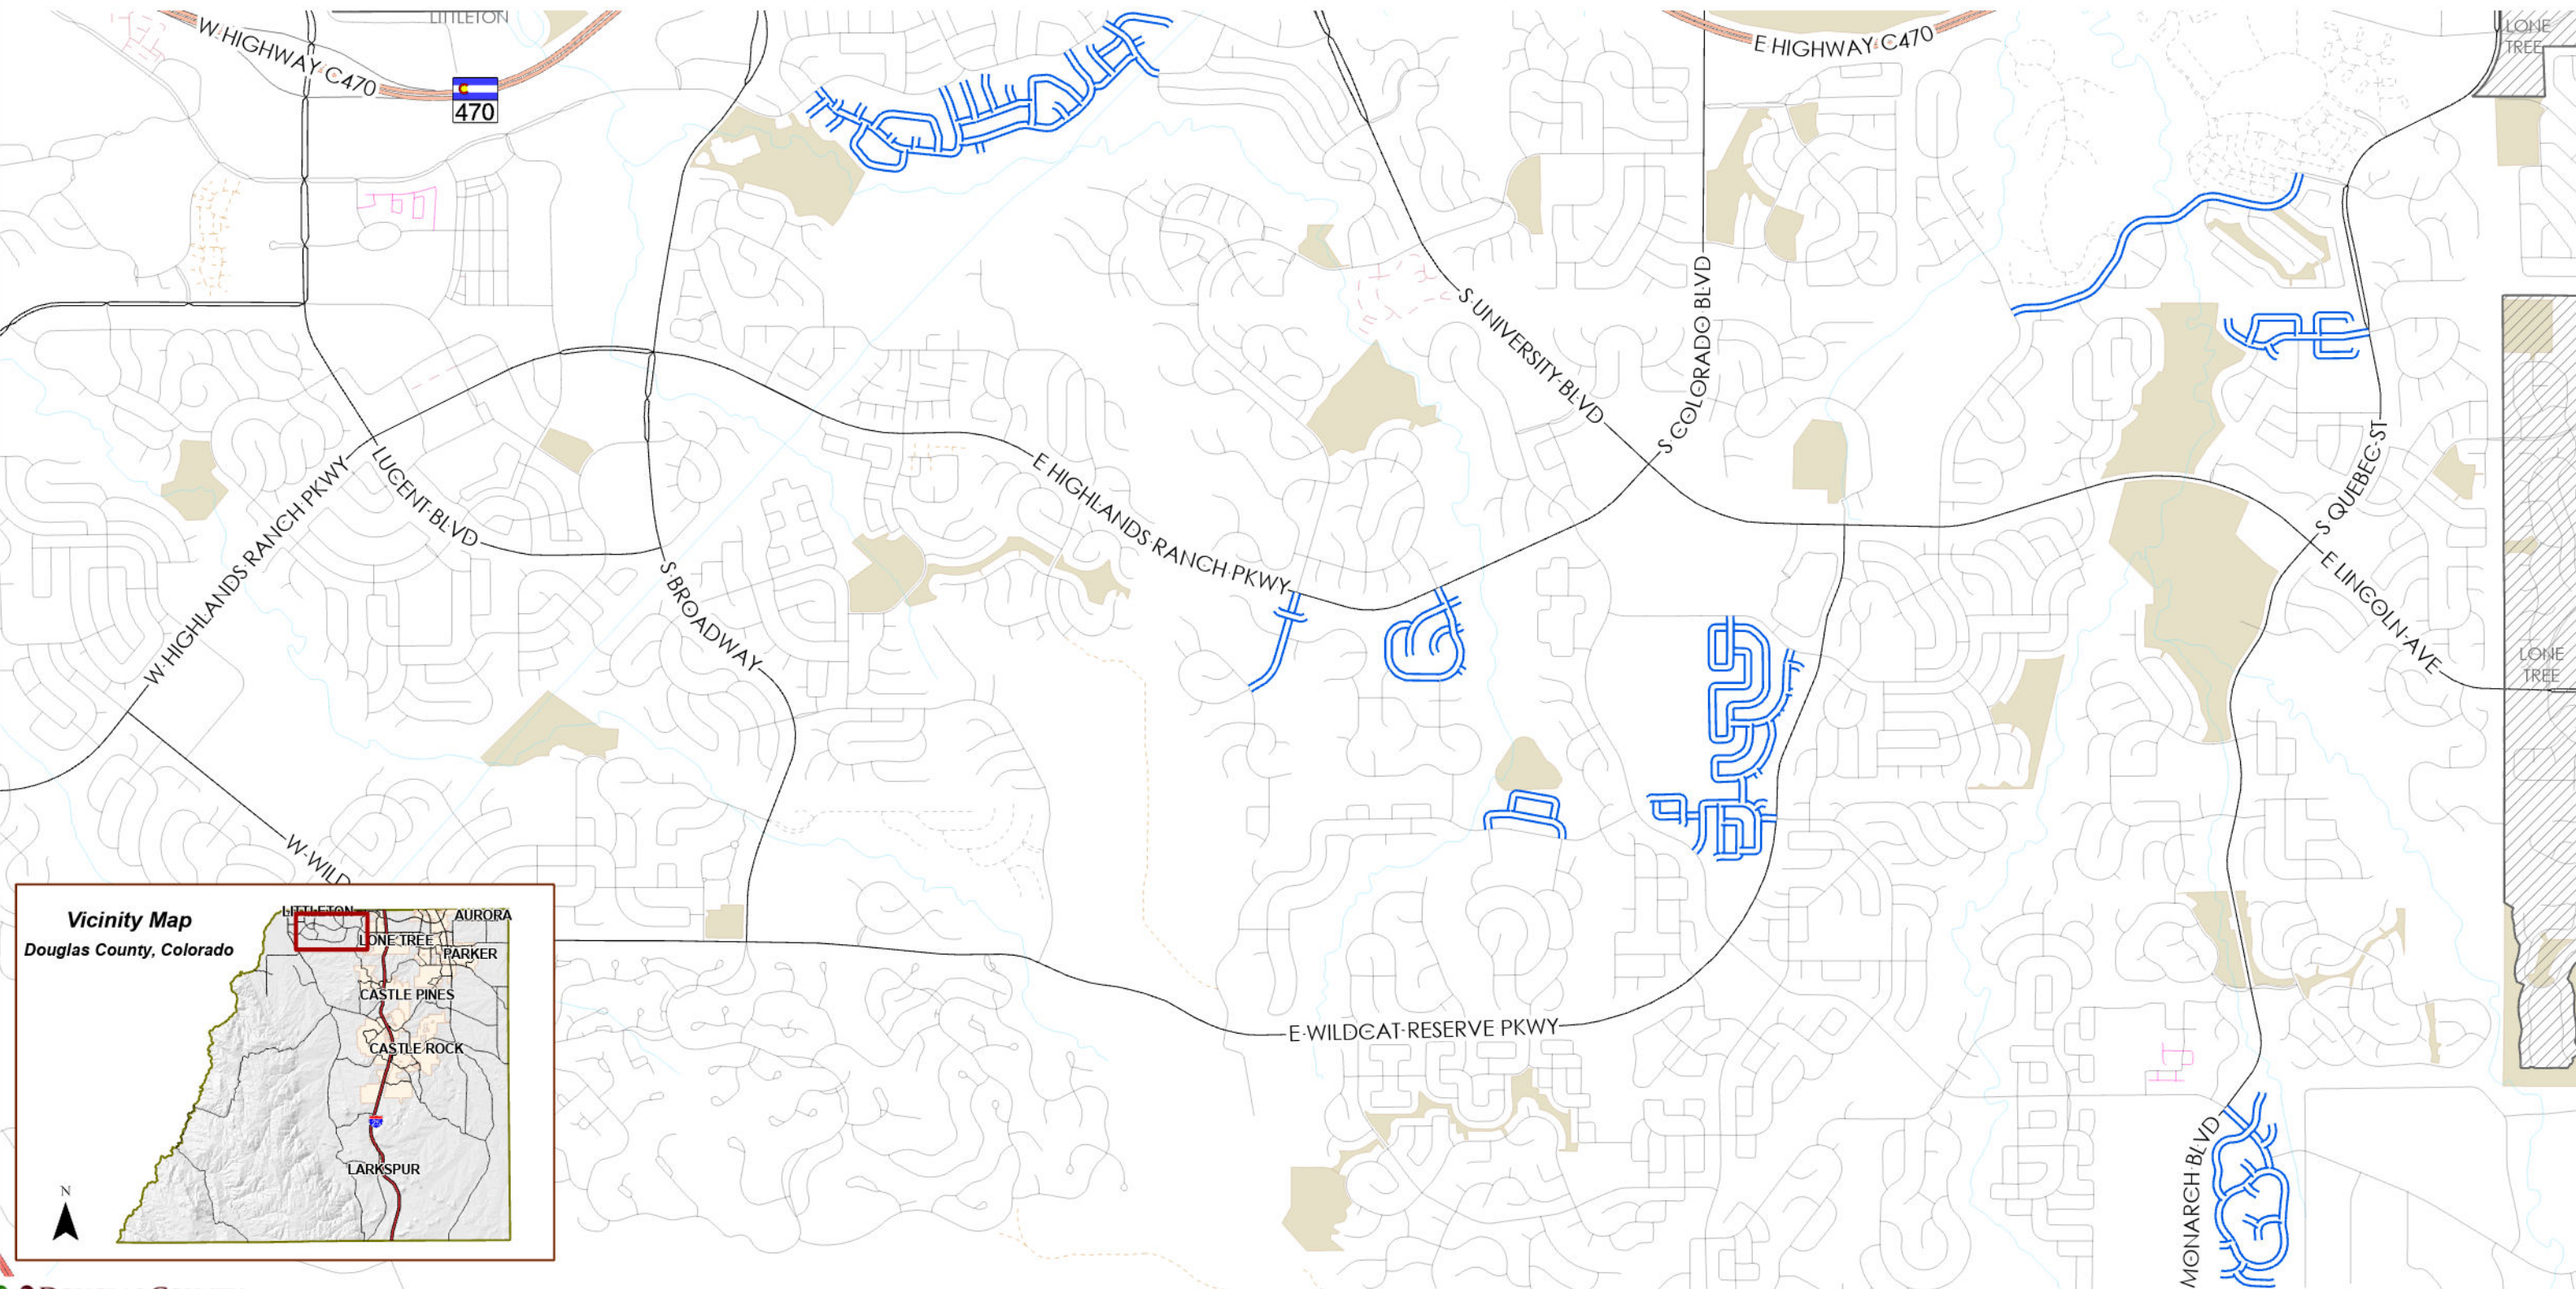 LITTLETON
W HIGHWAY C470
470
E HIGHWAY C470
LONE
TREE
S UNIVERSITY BLVD
S COLORADO BLVD
W HIGHLANDS RANCH PKWY
LUCENT BLVD
E HIGHLANDS RANCH PKWY
S QUEBEC ST
S BROADWAY
E LINCOLN AVE
LONE
TREE
W WILD
E WILDCAT RESERVE PKWY
MONARCH BLVD
Vicinity Map
Douglas County, Colorado
LITTLETON
AURORA
LONE TREE
PARKER
CASTLE PINES
CASTLE ROCK
LARKSPUR
N